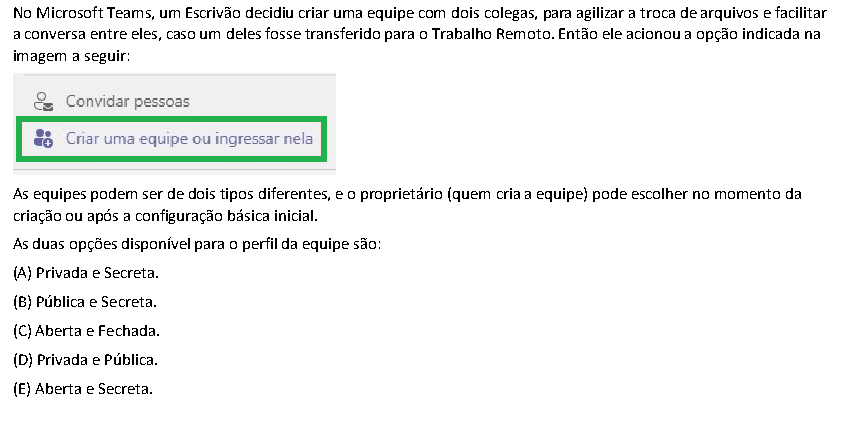 No Microsoft Teams, um Escrivão decidiu criar uma equipe com dois colegas, para agilizar a troca de arquivos e facilitar
a conversa entre eles, caso um deles fosse transferido para o Trabalho Remoto. Então ele acionou a opção indicada na
imagem a seguir:
Convidar pessoas
Criar uma equipe ou ingressar nela
As equipes podem ser de dois tipos diferentes, e o proprietário (quem cria a equipe) pode escolher no momento da
criação ou após a configuração básica inicial.
As duas opções disponível para o perfil da equipe são:
(A) Privada e Secreta.
(B) Pública e Secreta.
(C) Aberta e Fechada.
(D) Privada e Pública.
(E) Aberta e Secreta.